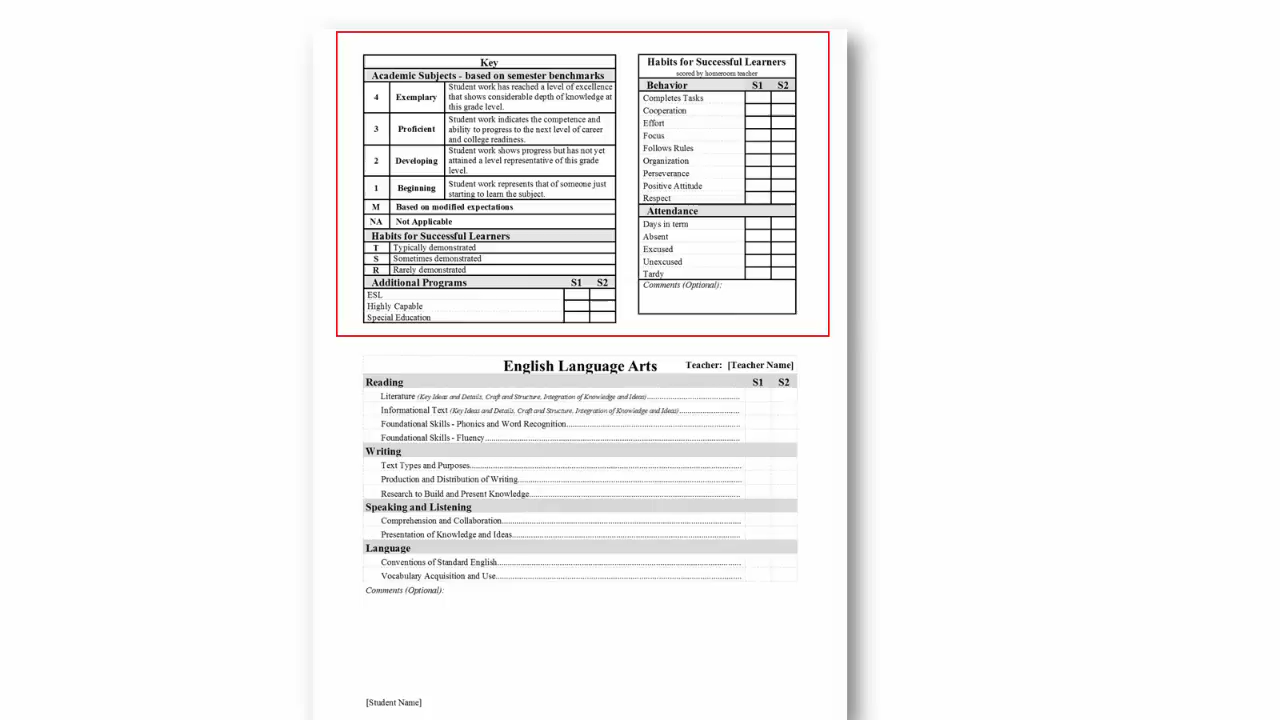 Key
Academic Subjects - based on semester benchmarks
4 Exemplary Student work has reached a level of excellence
that shows considerable depth of knowledge at
this grade level.
3 Proficient Student work indicates the competence and
ability to progress to the next level of career
and college readiness.
2 Developing Student work shows progress but has not yet
attained a level representative of this grade
level.
1 Beginning Student work represents that of someone just
starting to learn the subject.
M Based on modified expectations
NA Not Applicable
Habits for Successful Learners
T Typically demonstrated
S Sometimes demonstrated
R Rarely demonstrated
Additional Programs S1 S2
ESL
Highly Capable
Special Education
Habits for Successful Learners
scored by homeroom teacher
Behavior S1 S2
Completes Tasks
Cooperation
Effort
Focus
Follows Rules
Organization
Perseverance
Positive Attitude
Respect
Attendance
Days in term
Absent
Excused
Unexcused
Tardy
Comments (Optional):
English Language Arts Teacher: [Teacher Name]
Reading S1 S2
Literature (Key Ideas and Details, Craft and Structure, Integration of Knowledge and Ideas)
Informational Text (Key Ideas and Details, Craft and Structure, Integration of Knowledge and Ideas)
Foundational Skills - Phonics and Word Recognition
Foundational Skills - Fluency
Writing
Text Types and Purposes
Production and Distribution of Writing
Research to Build and Present Knowledge
Speaking and Listening
Comprehension and Collaboration
Presentation of Knowledge and Ideas
Language
Conventions of Standard English
Vocabulary Acquisition and Use
Comments (Optional):
[Student Name]